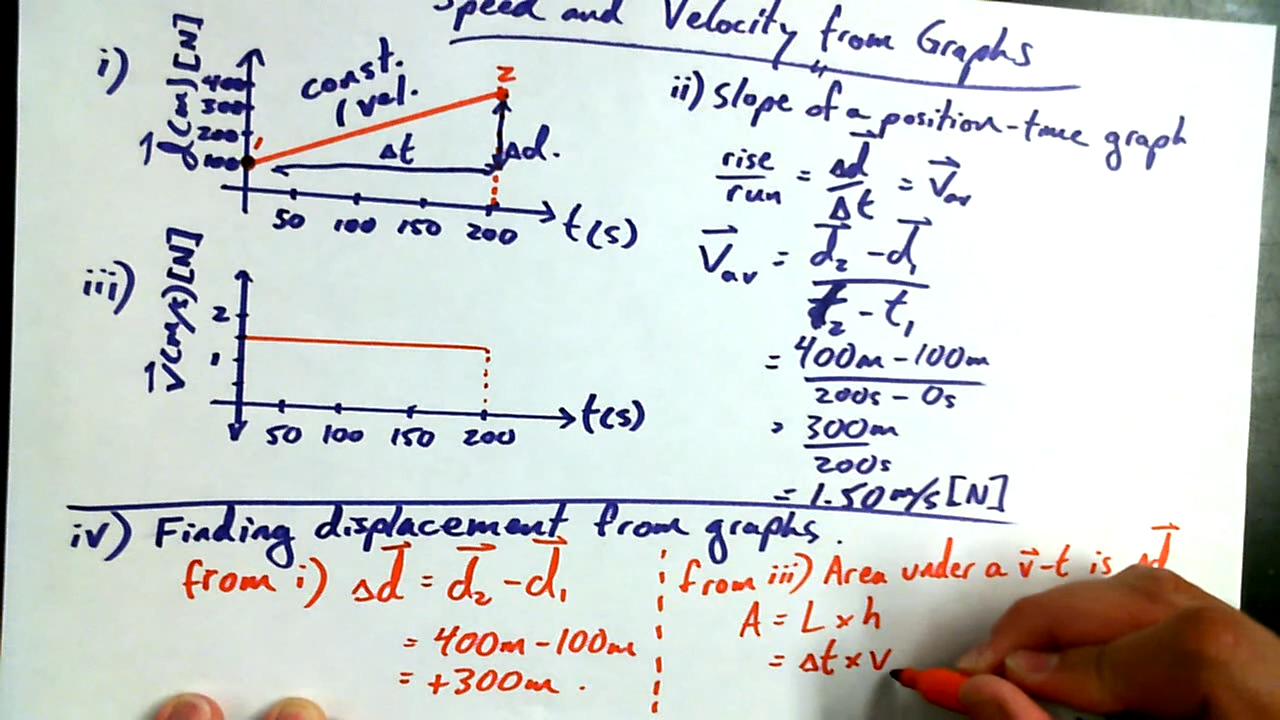 Speed and Velocity from Graphs
i)
d(m)[N]
400
300
200
100
const.
vel.
1
2
Δt
Δd.
50 100 150 200 t(s)
ii) Slope of a position-time graph
rise/run = Δd/Δt = Vav
Vav = d2 - d1
t2 - t1
= 400m - 100m
200s - 0s
= 300m
200s
= 1.50m/s[N]
iii)
V(m/s)[N]
2
1
50 100 150 200 t(s)
iv) Finding displacement from graphs.
from i) Δd = d2 - d1
= 400m - 100m
= +300m.
from iii) Area under a v-t is Δd
A = L × h
= Δt × v